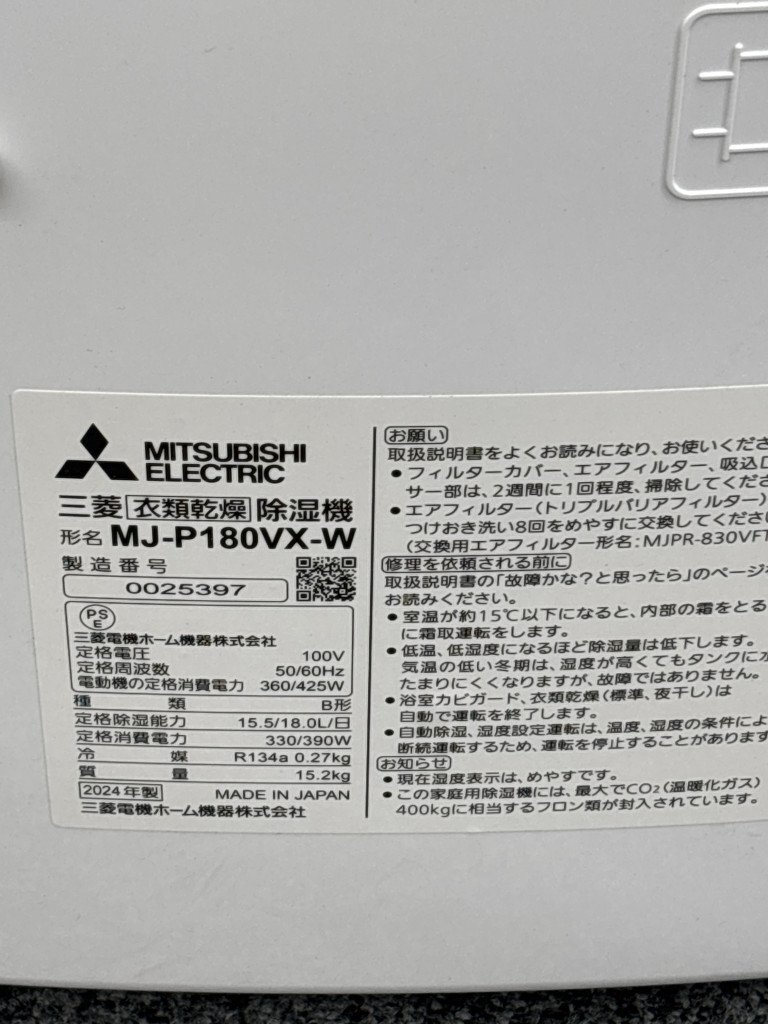 MITSUBISHI
ELECTRIC
三菱 衣類乾燥 除湿機
形名 MJ-P180VX-W
製造番号
0025397
PS
E
三菱電機ホーム機器株式会社
定格電圧 100V
定格周波数 50/60Hz
電動機の定格消費電力 360/425W
種類 B形
定格除湿能力 15.5/18.0L/日
定格消費電力 330/390W
冷媒 R134a 0.27kg
質量 15.2kg
2024年製 MADE IN JAPAN
三菱電機ホーム機器株式会社
お願い
取扱説明書をよくお読みになり、お使いくださ
•フィルターカバー、エアフィルター、吸込口
サー部は、2週間に1回程度、掃除してくださ
•エアフィルター(トリプルバリアフィルター)
つけおき洗い8回をめやすに交換してくださ
(交換用エアフィルター形名:MJPR-830VFT
修理を依頼される前に
取扱説明書の「故障かな?と思ったら」のページ
お読みください。
•室温が約15℃以下になると、内部の霜をとる
に霜取運転をします。
•低温、低湿度になるほど除湿量は低下します。
気温の低い冬期は、湿度が高くてもタンクに水
たまりにくくなりますが、故障ではありません。
•浴室カビガード、衣類乾燥(標準、夜干し)は
自動で運転を終了します。
•自動除湿、湿度設定運転は、温度、湿度の条件によ
断続運転するため、運転を停止することがあります
お知らせ
•現在湿度表示は、めやすです。
•この家庭用除湿機には、最大でCO2(温暖化ガス)
400kgに相当するフロン類が封入されています。